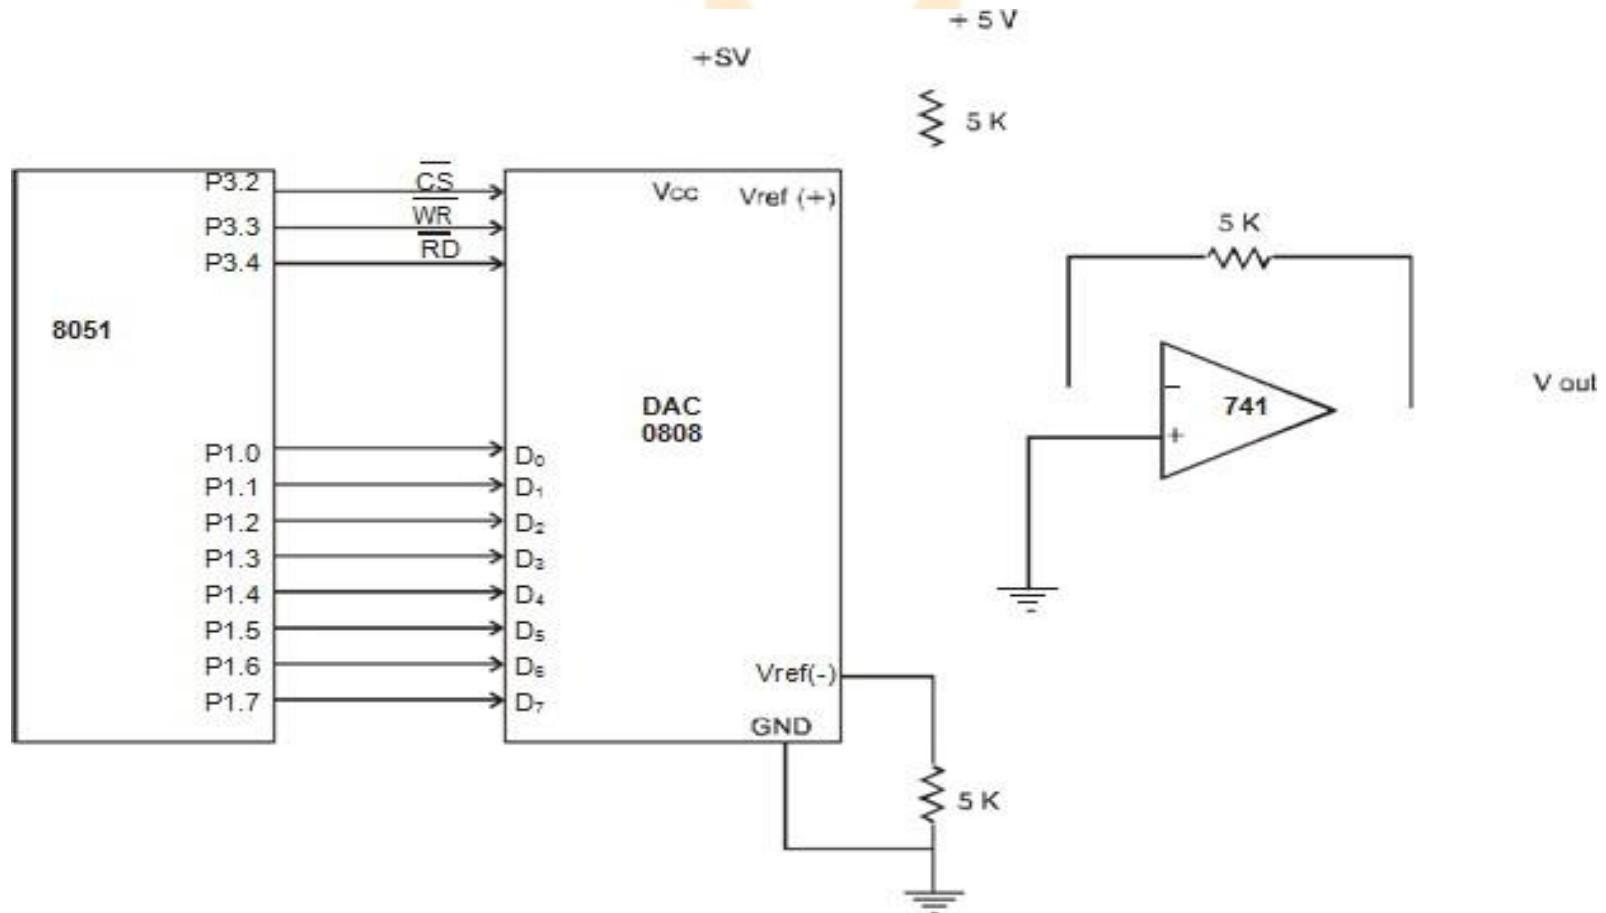 + 5 V
+SV
5 K
P3.2
CS
Vcc
Vref (+)
P3.3
WR
P3.4
RD
5 K
8051
DAC
0808
741
-
+
V out
P1.0
D₀
P1.1
D₁
P1.2
D₂
P1.3
D₃
P1.4
D₄
P1.5
D₅
P1.6
D₆
P1.7
D₇
Vref(-)
GND
5 K